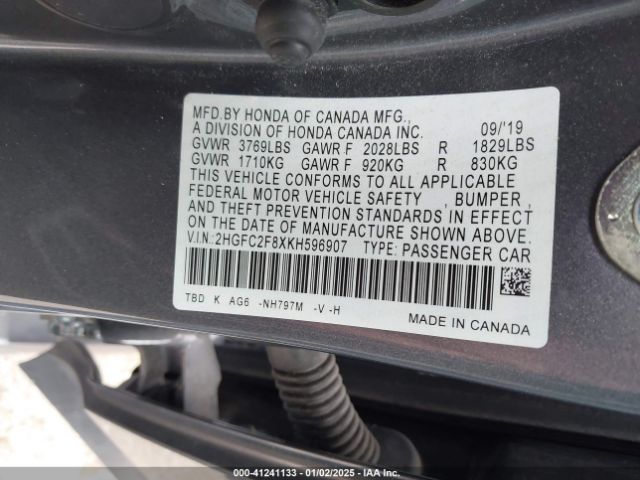 MFD.BY HONDA OF CANADA MFG.,
A DIVISION OF HONDA CANADA INC. 09/'19
GVWR 3769LBS GAWR F 2028LBS R 1829LBS
GVWR 1710KG GAWR F 920KG R 830KG
THIS VEHICLE CONFORMS TO ALL APPLICABLE
FEDERAL MOTOR VEHICLE SAFETY , BUMPER ,
AND THEFT PREVENTION STANDARDS IN EFFECT
ON THE DATE OF MANUFACTURE SHOWN ABOVE.
V.I.N.:2HGFC2F8XKH596907 TYPE: PASSENGER CAR
TBD K AG6 -NH797M -V -H
MADE IN CANADA
000-41241133 - 01/02/2025 - IAA Inc.